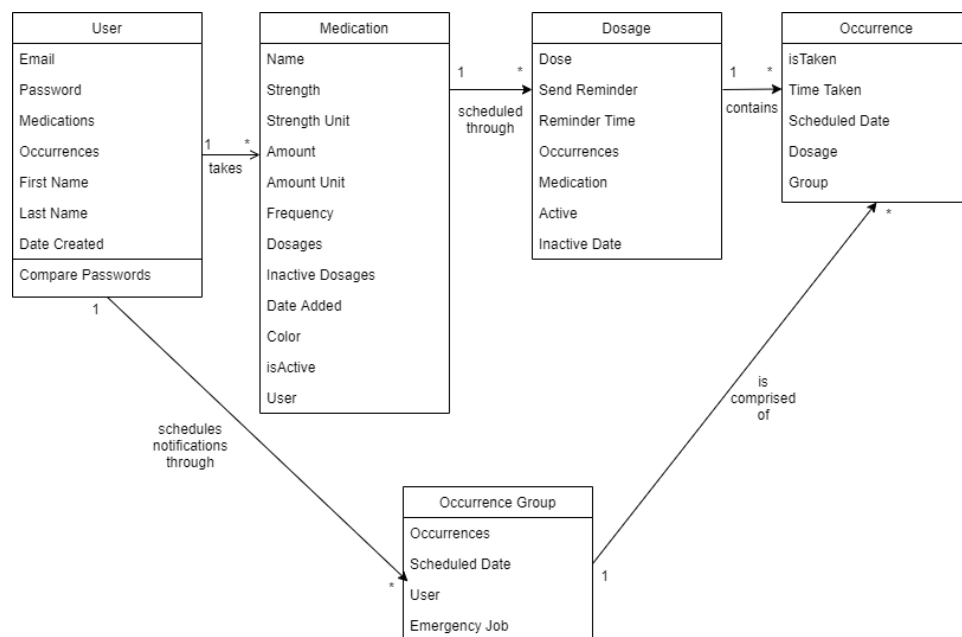 User
Email
Password
Medications
Occurrences
First Name
Last Name
Date Created
Compare Passwords
1
*
takes
Medication
Name
Strength
Strength Unit
Amount
Amount Unit
Frequency
Dosages
Inactive Dosages
Date Added
Color
isActive
User
1
*
scheduled
through
Dosage
Dose
Send Reminder
Reminder Time
Occurrences
Medication
Active
Inactive Date
1
*
contains
Occurrence
isTaken
Time Taken
Scheduled Date
Dosage
Group
1
schedules
notifications
through
*
Occurrence Group
Occurrences
Scheduled Date
User
Emergency Job
1
is
comprised
of
*